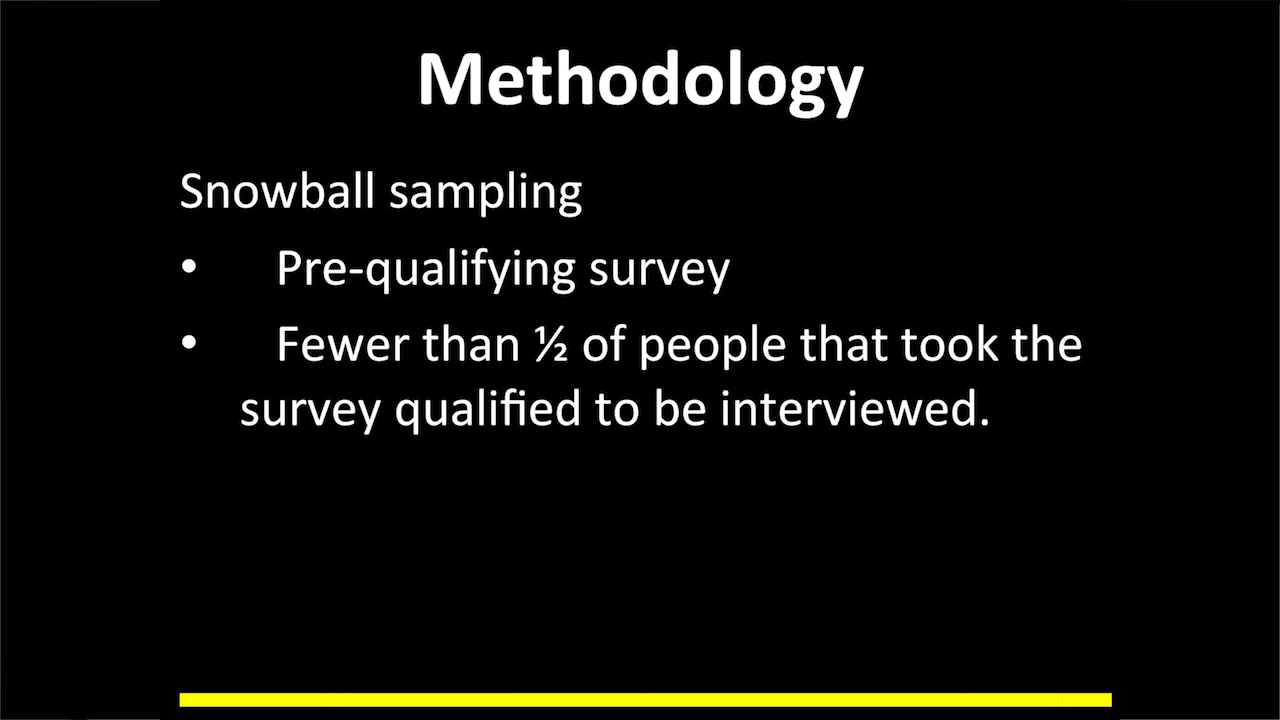 Methodology
Snowball sampling
• Pre-qualifying survey
• Fewer than ½ of people that took the
survey qualified to be interviewed.